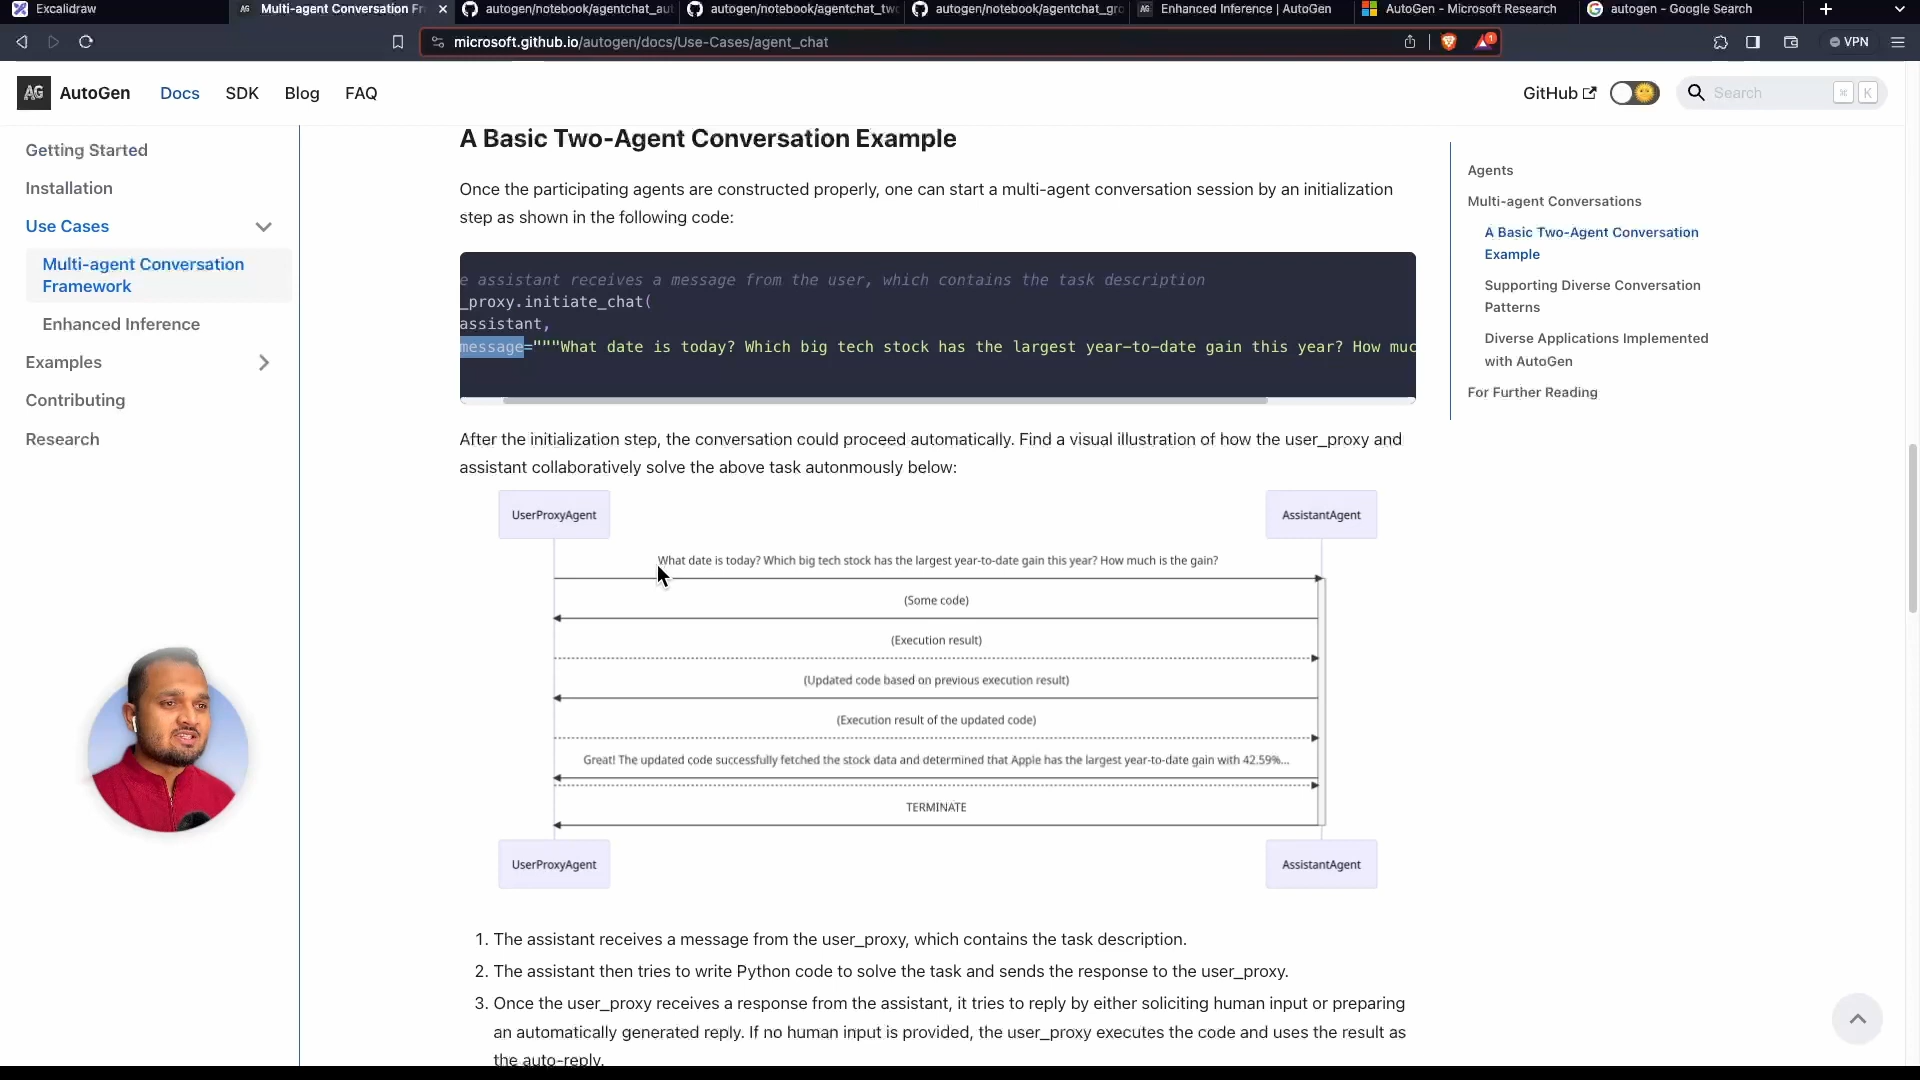 Excalidraw
Multi-agent Conversation Fr
autogen/notebook/agentchat_aut
autogen/notebook/agentchat_two
autogen/notebook/agentchat_gro
Enhanced Inference | AutoGen
AutoGen - Microsoft Research
autogen - Google Search
microsoft.github.io/autogen/docs/Use-Cases/agent_chat
1
VPN
AG
AutoGen
Docs
SDK
Blog
FAQ
GitHub
Search
⌘ K
Getting Started
Installation
Use Cases
Multi-agent Conversation
Framework
Enhanced Inference
Examples
Contributing
Research
A Basic Two-Agent Conversation Example
Once the participating agents are constructed properly, one can start a multi-agent conversation session by an initialization
step as shown in the following code:
e assistant receives a message from the user, which contains the task description
_proxy.initiate_chat(
assistant,
message="""What date is today? Which big tech stock has the largest year-to-date gain this year? How muc
After the initialization step, the conversation could proceed automatically. Find a visual illustration of how the user_proxy and
assistant collaboratively solve the above task autonmously below:
UserProxyAgent
AssistantAgent
What date is today? Which big tech stock has the largest year-to-date gain this year? How much is the gain?
(Some code)
(Execution result)
(Updated code based on previous execution result)
(Execution result of the updated code)
Great! The updated code successfully fetched the stock data and determined that Apple has the largest year-to-date gain with 42.59%...
TERMINATE
UserProxyAgent
AssistantAgent
1. The assistant receives a message from the user_proxy, which contains the task description.
2. The assistant then tries to write Python code to solve the task and sends the response to the user_proxy.
3. Once the user_proxy receives a response from the assistant, it tries to reply by either soliciting human input or preparing
an automatically generated reply. If no human input is provided, the user_proxy executes the code and uses the result as
the auto-reply.
Agents
Multi-agent Conversations
A Basic Two-Agent Conversation
Example
Supporting Diverse Conversation
Patterns
Diverse Applications Implemented
with AutoGen
For Further Reading